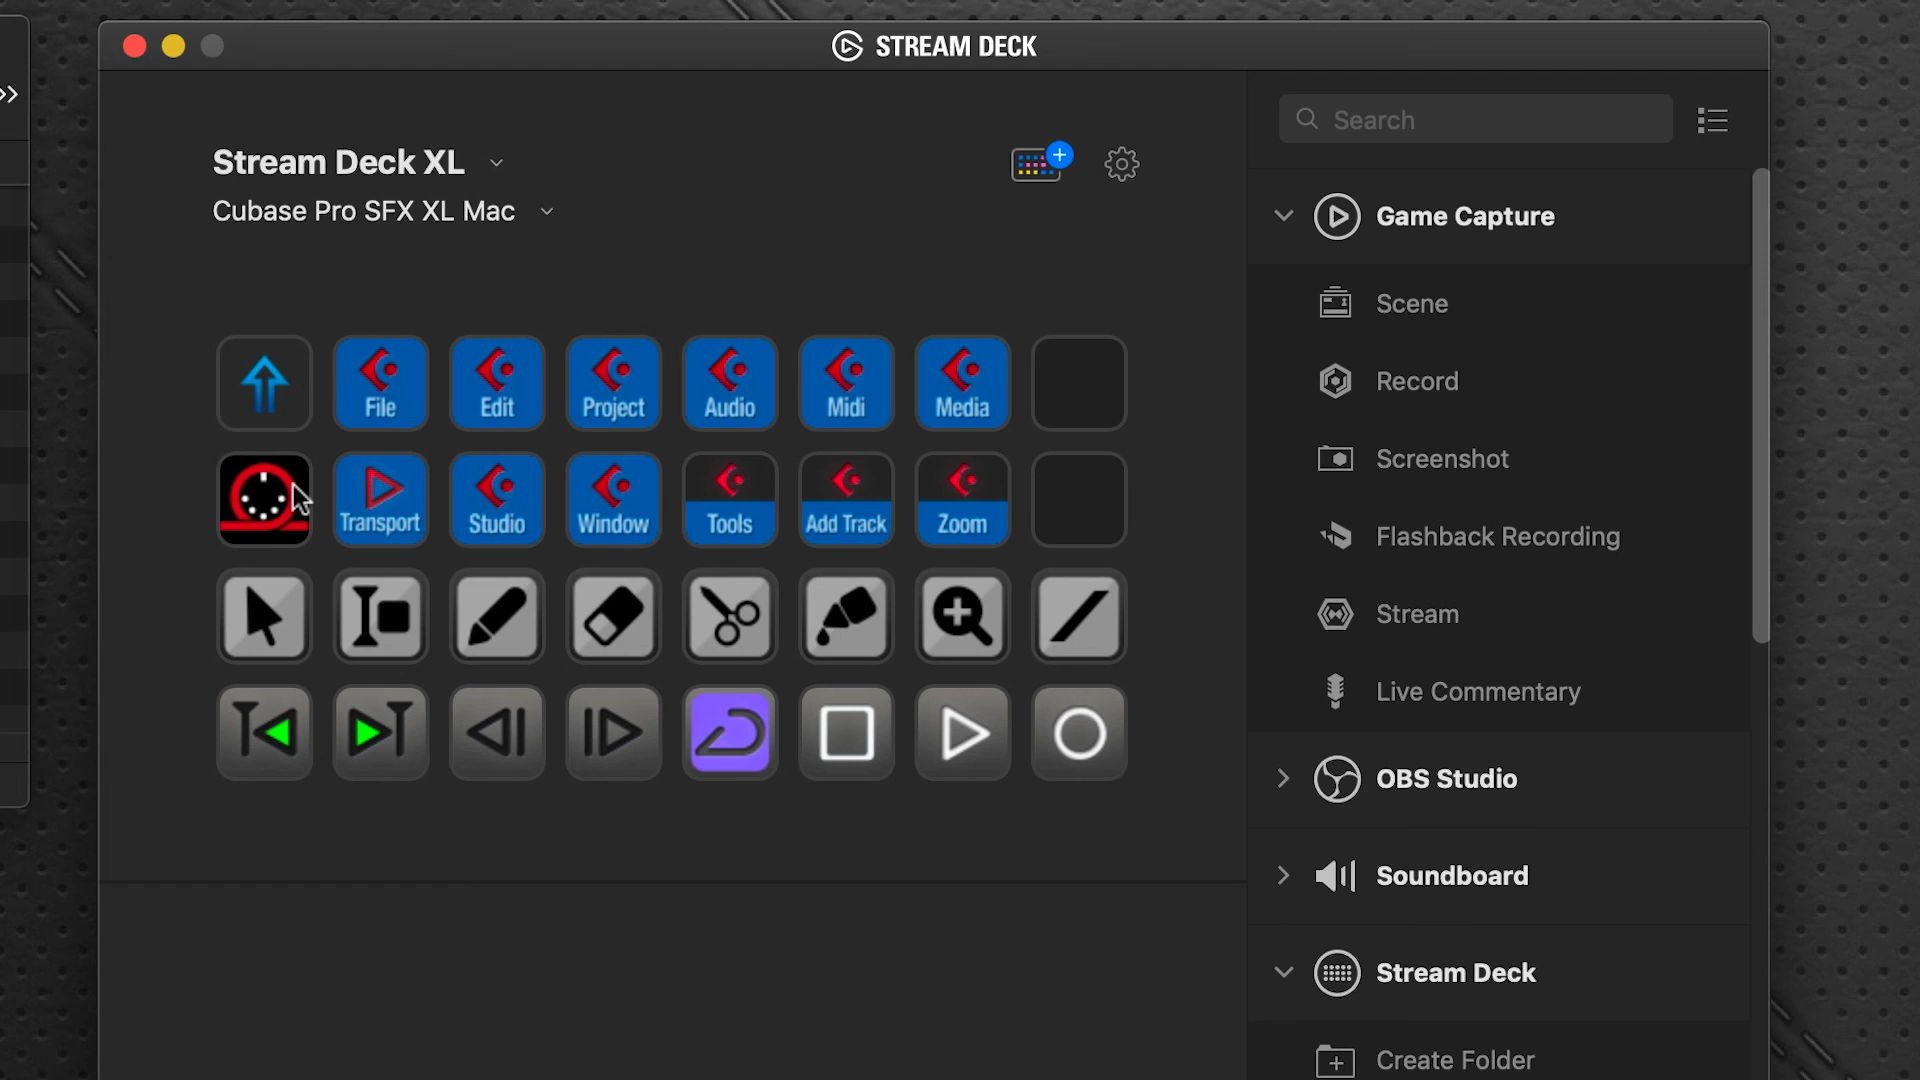 STREAM DECK
Search
Stream Deck XL
Cubase Pro SFX XL Mac
Game Capture
Scene
File
Edit
Project
Audio
Midi
Media
Record
Screenshot
Transport
Studio
Window
Tools
Add Track
Zoom
Flashback Recording
Stream
Live Commentary
OBS Studio
Soundboard
Stream Deck
Create Folder